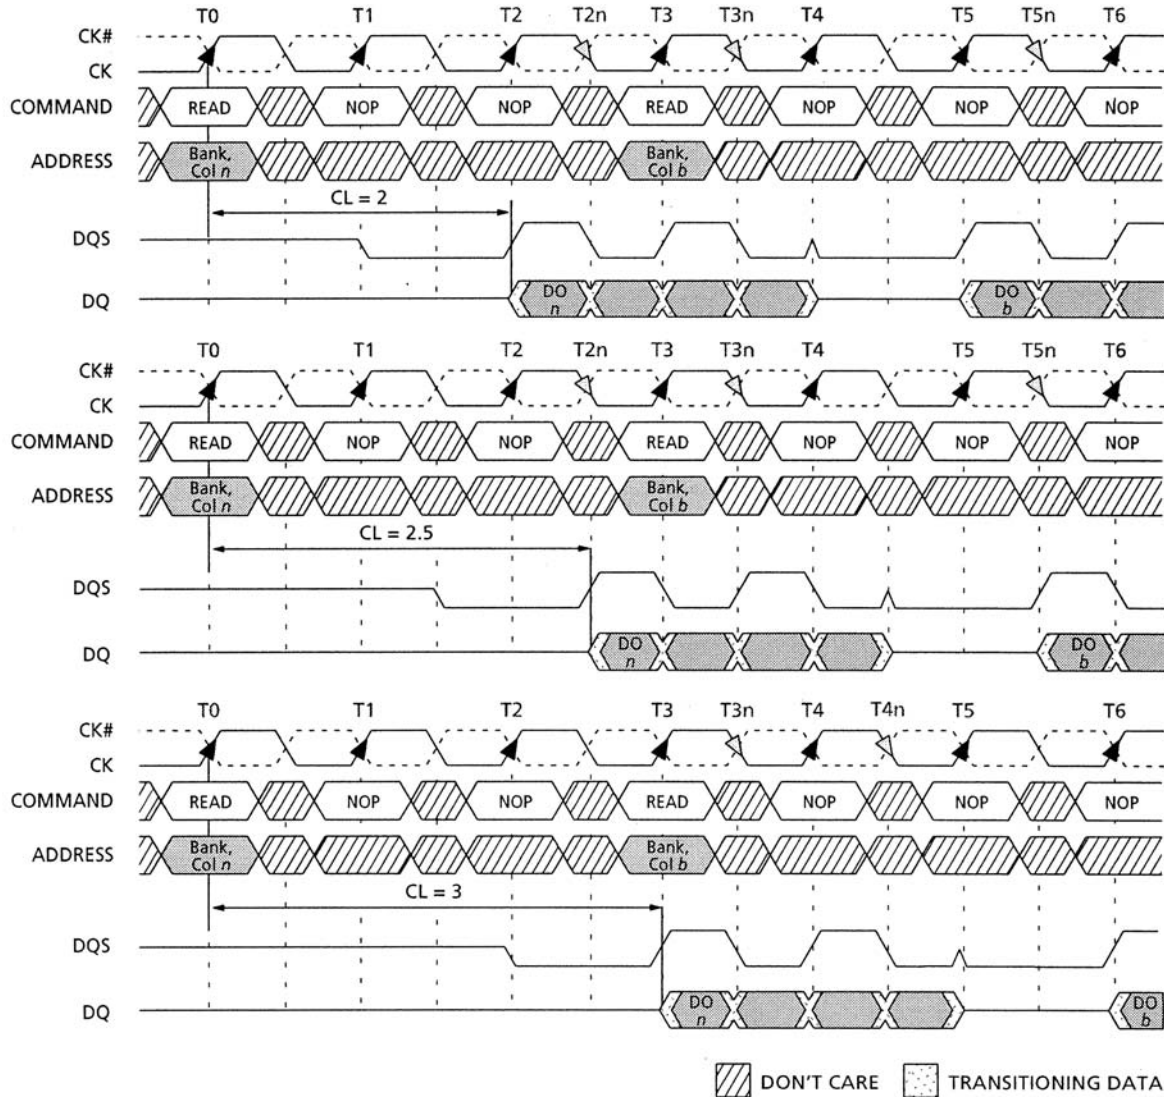 T0 T1 T2 T2n T3 T3n T4 T5 T5n T6
CK#
CK
COMMAND READ NOP NOP READ NOP NOP NOP
ADDRESS Bank, Col n Bank, Col b
CL = 2
DQS
DQ DO n DO b
T0 T1 T2 T2n T3 T3n T4 T5 T5n T6
CK#
CK
COMMAND READ NOP NOP READ NOP NOP NOP
ADDRESS Bank, Col n Bank, Col b
CL = 2.5
DQS
DQ DO n DO b
T0 T1 T2 T3 T3n T4 T4n T5 T6
CK#
CK
COMMAND READ NOP NOP READ NOP NOP NOP
ADDRESS Bank, Col n Bank, Col b
CL = 3
DQS
DQ DO n DO b
DON'T CARE TRANSITIONING DATA